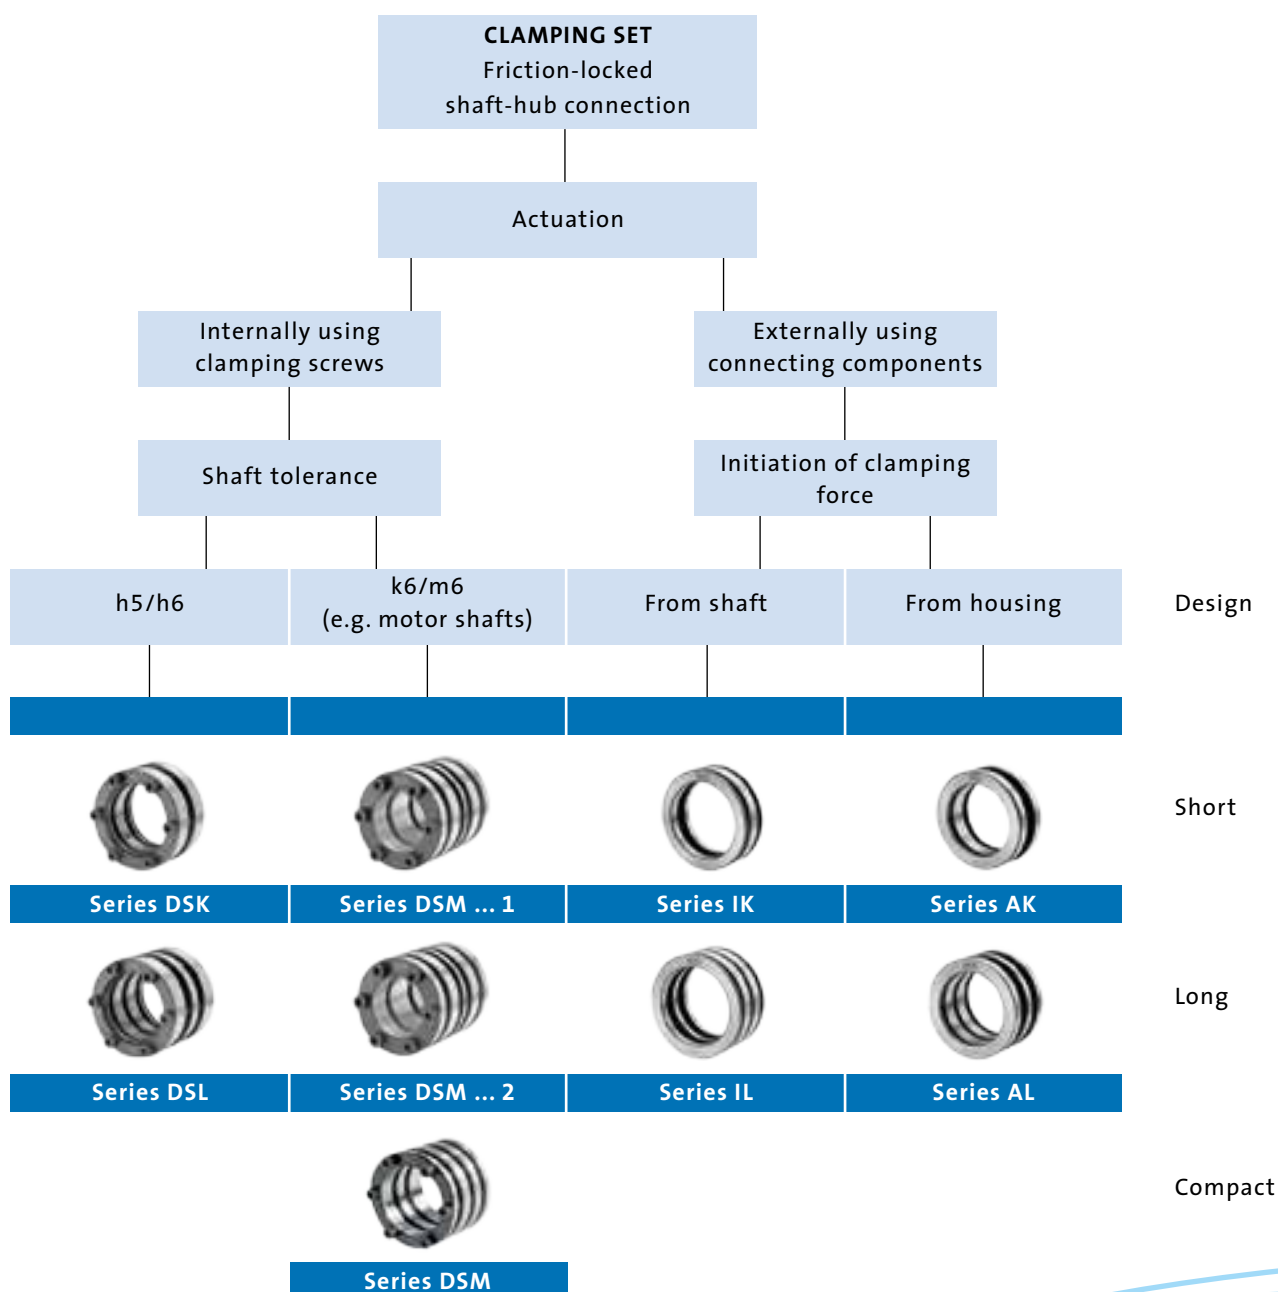 CLAMPING SET
Friction-locked
shaft-hub connection
Actuation
Internally using
clamping screws
Externally using
connecting components
Shaft tolerance
Initiation of clamping
force
h5/h6
k6/m6
(e.g. motor shafts)
From shaft
From housing
Design
Short
Series DSK
Series DSM ... 1
Series IK
Series AK
Long
Series DSL
Series DSM ... 2
Series IL
Series AL
Compact
Series DSM